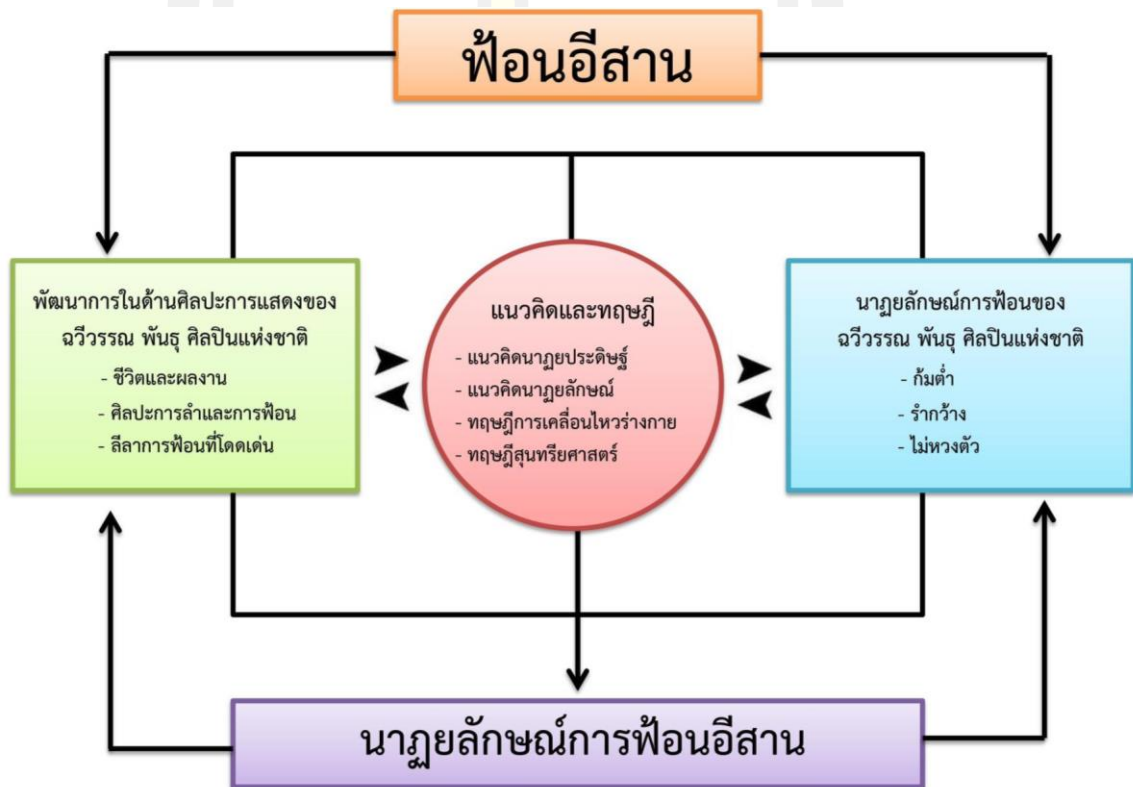 ฟ้อนอีสาน
พัฒนาการในด้านศิลปะการแสดงของ
ฉวีวรรณ พันธุ ศิลปินแห่งชาติ
- ชีวิตและผลงาน
- ศิลปะการลำและการฟ้อน
- ลีลาการฟ้อนที่โดดเด่น
แนวคิดและทฤษฎี
- แนวคิดนาฏยประดิษฐ์
- แนวคิดนาฏยลักษณ์
- ทฤษฎีการเคลื่อนไหวร่างกาย
- ทฤษฎีสุนทรียศาสตร์
นาฏยลักษณ์การฟ้อนของ
ฉวีวรรณ พันธุ ศิลปินแห่งชาติ
- ก้มต่ำ
- รำกว้าง
- ไม่หวงตัว
นาฏยลักษณ์การฟ้อนอีสาน